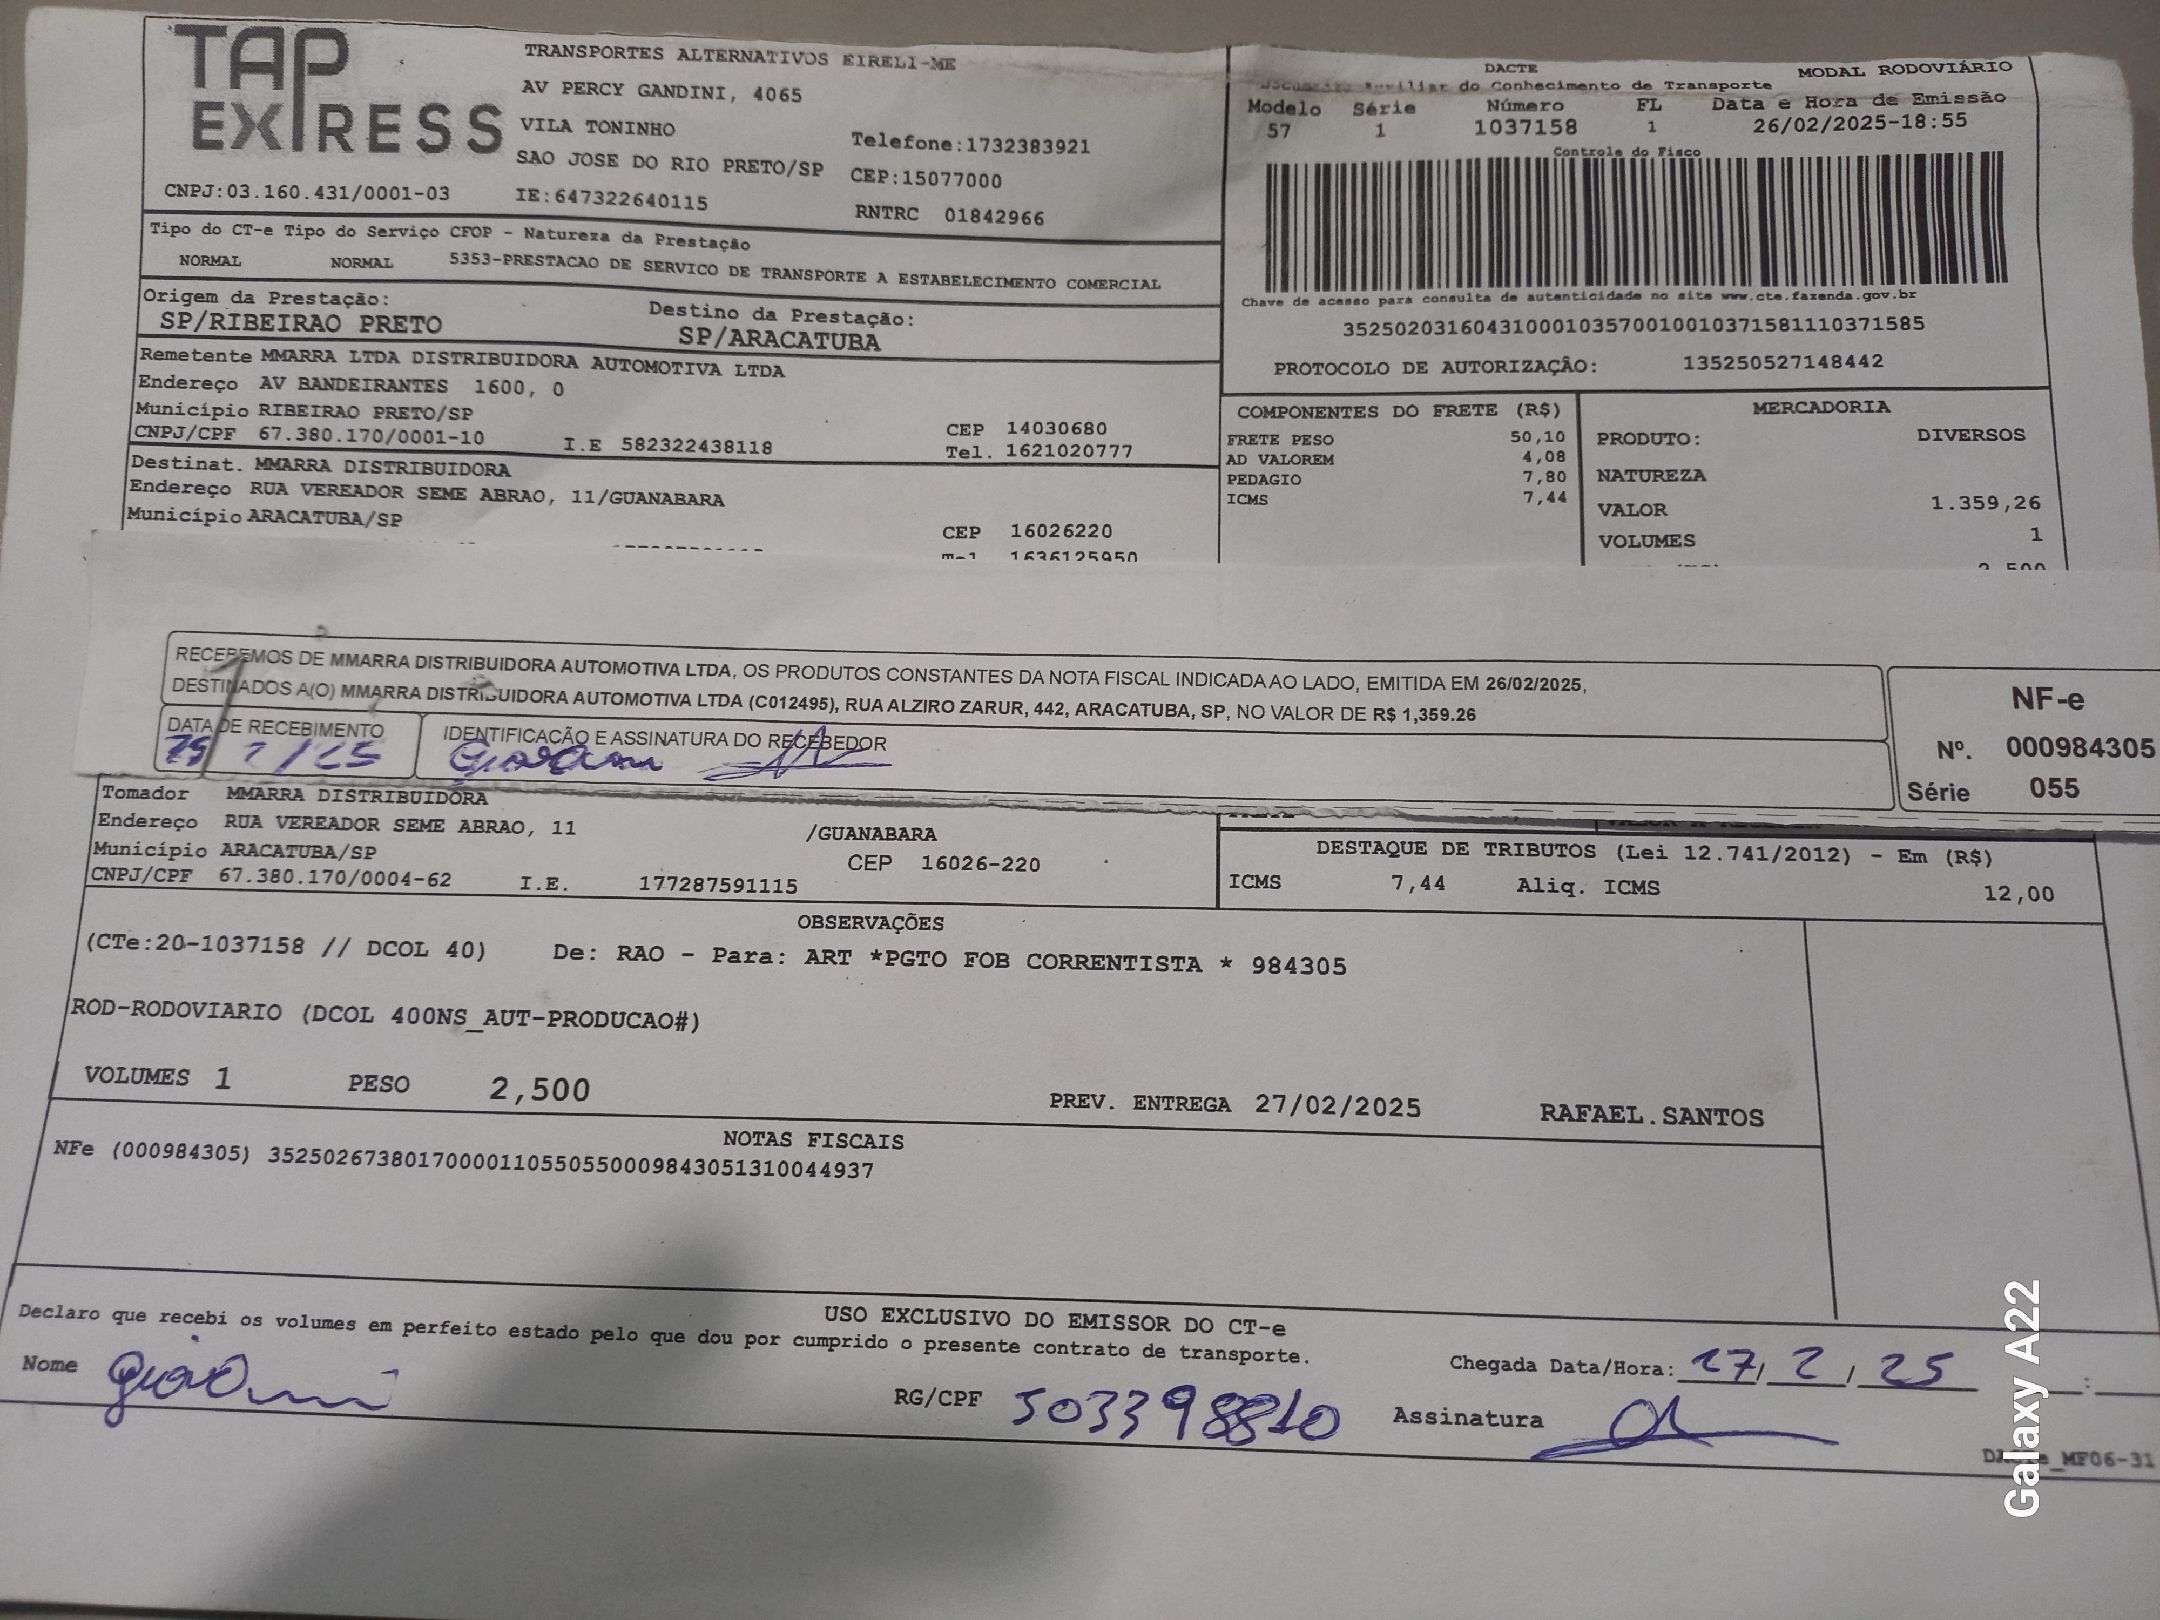 TAP EXPRESS
TRANSPORTES ALTERNATIVOS EIRELI-ME
AV PERCY GANDINI, 4065
VILA TONINHO
SAO JOSE DO RIO PRETO/SP
Telefone:1732383921
CEP:15077000
CNPJ:03.160.431/0001-03
IE:647322640115
RNTRC 01842966
DACTE
MODAL RODOVIÁRIO
Auxiliar do Conhecimento de Transporte
Modelo Série Número FL Data e Hora de Emissão
57 1 1037158 1 26/02/2025-18:55
Controle do Fisco
Chave de acesso para consulta de autenticidade no site www.cte.fazenda.gov.br
35250203160431000103570010010371581110371585
PROTOCOLO DE AUTORIZAÇÃO: 135250527148442
Tipo do CT-e Tipo do Serviço CFOP - Natureza da Prestação
NORMAL NORMAL 5353-PRESTACAO DE SERVICO DE TRANSPORTE A ESTABELECIMENTO COMERCIAL
Origem da Prestação: Destino da Prestação:
SP/RIBEIRAO PRETO SP/ARACATUBA
Remetente MMARRA LTDA DISTRIBUIDORA AUTOMOTIVA LTDA
Endereço AV BANDEIRANTES 1600, 0
Município RIBEIRAO PRETO/SP
CEP 14030680
CNPJ/CPF 67.380.170/0001-10 I.E 582322438118 Tel. 1621020777
Destinat. MMARRA DISTRIBUIDORA
Endereço RUA VEREADOR SEME ABRAO, 11/GUANABARA
Município ARACATUBA/SP
CEP 16026220
Tel 1636125950
COMPONENTES DO FRETE (R$)
FRETE PESO 50,10
AD VALOREM 4,08
PEDAGIO 7,80
ICMS 7,44
MERCADORIA
PRODUTO: DIVERSOS
NATUREZA
VALOR 1.359,26
VOLUMES 1
2,500
RECEBEMOS DE MMARRA DISTRIBUIDORA AUTOMOTIVA LTDA, OS PRODUTOS CONSTANTES DA NOTA FISCAL INDICADA AO LADO, EMITIDA EM 26/02/2025,
DESTINADOS A(O) MMARRA DISTRIBUIDORA AUTOMOTIVA LTDA (C012495), RUA ALZIRO ZARUR, 442, ARACATUBA, SP, NO VALOR DE R$ 1,359.26
DATA DE RECEBIMENTO
IDENTIFICAÇÃO E ASSINATURA DO RECEBEDOR
Giovani
NF-e
Nº. 000984305
Série 055
Tomador MMARRA DISTRIBUIDORA
Endereço RUA VEREADOR SEME ABRAO, 11 /GUANABARA
Município ARACATUBA/SP CEP 16026-220
CNPJ/CPF 67.380.170/0004-62 I.E. 177287591115
DESTAQUE DE TRIBUTOS (Lei 12.741/2012) - Em (R$)
ICMS 7,44 Aliq. ICMS 12,00
OBSERVAÇÕES
(CTe:20-1037158 // DCOL 40) De: RAO - Para: ART *PGTO FOB CORRENTISTA * 984305
ROD-RODOVIARIO (DCOL 400NS_AUT-PRODUCAO#)
VOLUMES 1 PESO 2,500 PREV. ENTREGA 27/02/2025 RAFAEL.SANTOS
NOTAS FISCAIS
NFe (000984305) 35250267380170000110550550009843051310044937
USO EXCLUSIVO DO EMISSOR DO CT-e
Declaro que recebi os volumes em perfeito estado pelo que dou por cumprido o presente contrato de transporte.
Nome Giovani
RG/CPF 503398810
Chegada Data/Hora: 27/2/25 :
Assinatura
MF06-31
Galaxy A22